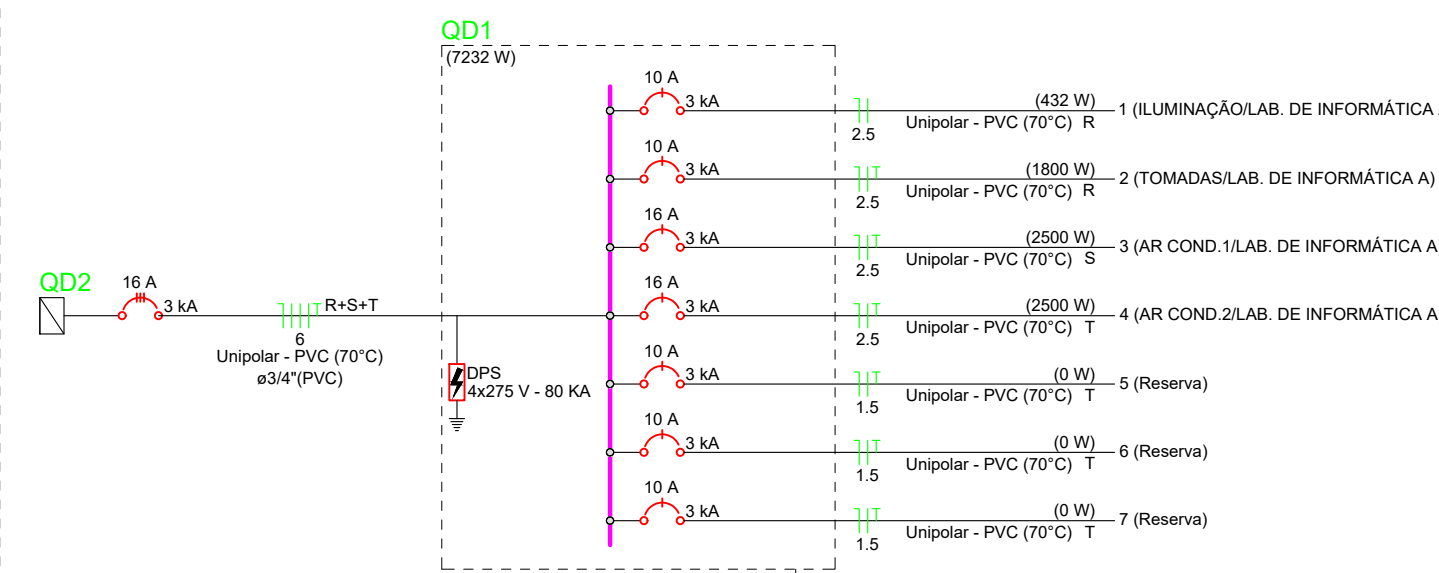 QD1
(7232 W)
10 A
3 kA
2.5
(432 W)
Unipolar - PVC (70°C) R
1 (ILUMINAÇÃO/LAB. DE INFORMÁTICA
10 A
3 kA
2.5
(1800 W)
Unipolar - PVC (70°C) R
2 (TOMADAS/LAB. DE INFORMÁTICA A)
16 A
3 kA
2.5
(2500 W)
Unipolar - PVC (70°C) S
3 (AR COND.1/LAB. DE INFORMÁTICA A
QD2
16 A
3 kA
R+S+T
6
Unipolar - PVC (70°C)
ø3/4"(PVC)
16 A
3 kA
2.5
(2500 W)
Unipolar - PVC (70°C) T
4 (AR COND.2/LAB. DE INFORMÁTICA A
DPS
4x275 V - 80 KA
10 A
3 kA
1.5
(0 W)
Unipolar - PVC (70°C) T
5 (Reserva)
10 A
3 kA
1.5
(0 W)
Unipolar - PVC (70°C) T
6 (Reserva)
10 A
3 kA
1.5
(0 W)
Unipolar - PVC (70°C) T
7 (Reserva)